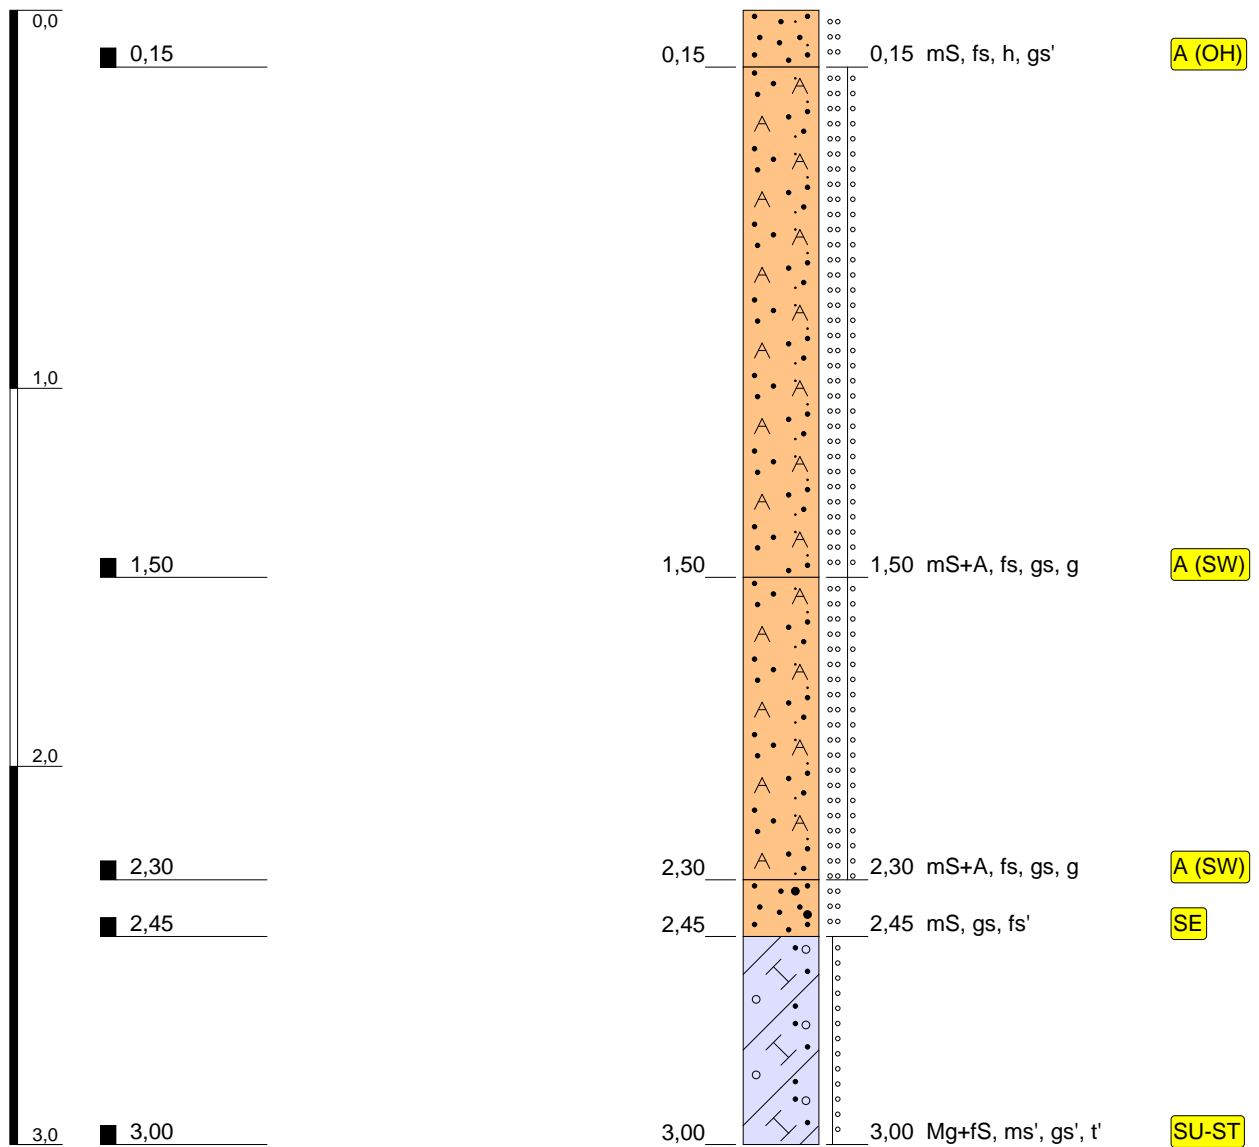 0,0
0,15 0,15 0,15 mS, fs, h, gs' A (OH)
1,0
1,50 1,50 1,50 mS+A, fs, gs, g A (SW)
2,0
2,30 2,30 2,30 mS+A, fs, gs, g A (SW)
2,45 2,45 2,45 mS, gs, fs' SE
3,0 3,00 3,00 3,00 Mg+fS, ms', gs', t' SU-ST